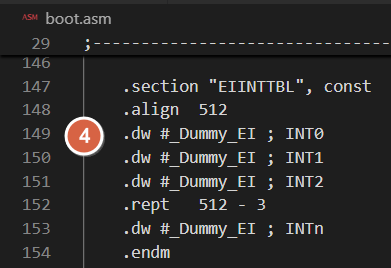 ASM boot.asm
29 ;--------------------------------
146
147 .section "EIINTTBL", const
148 .align 512
4
149 .dw #_Dummy_EI ; INT0
150 .dw #_Dummy_EI ; INT1
151 .dw #_Dummy_EI ; INT2
152 .rept 512 - 3
153 .dw #_Dummy_EI ; INTn
154 .endm